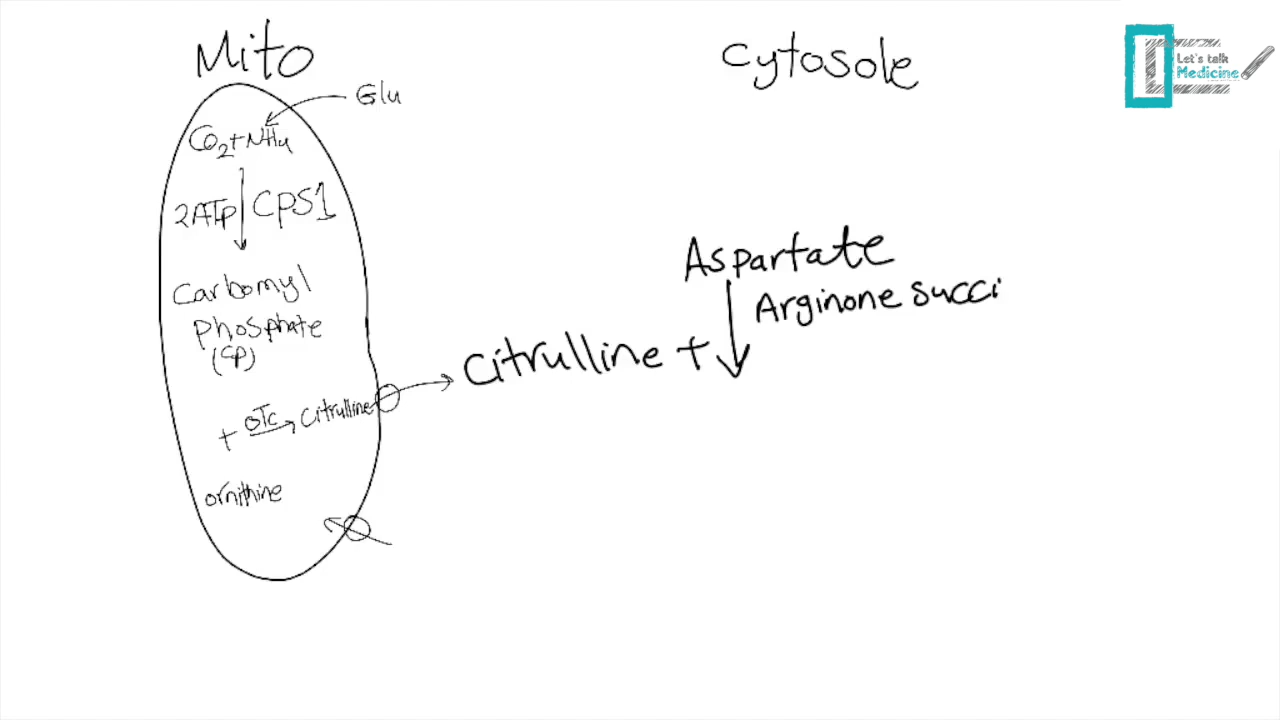 Mito
Cytosole
Let's talk
Medicine
Glu
CO2+NH4
2ATP
CPS1
Carbomyl
phosphate
(CP)
+ OTC Citrulline
ornithine
Aspartate
Arginone succi
Citrulline +